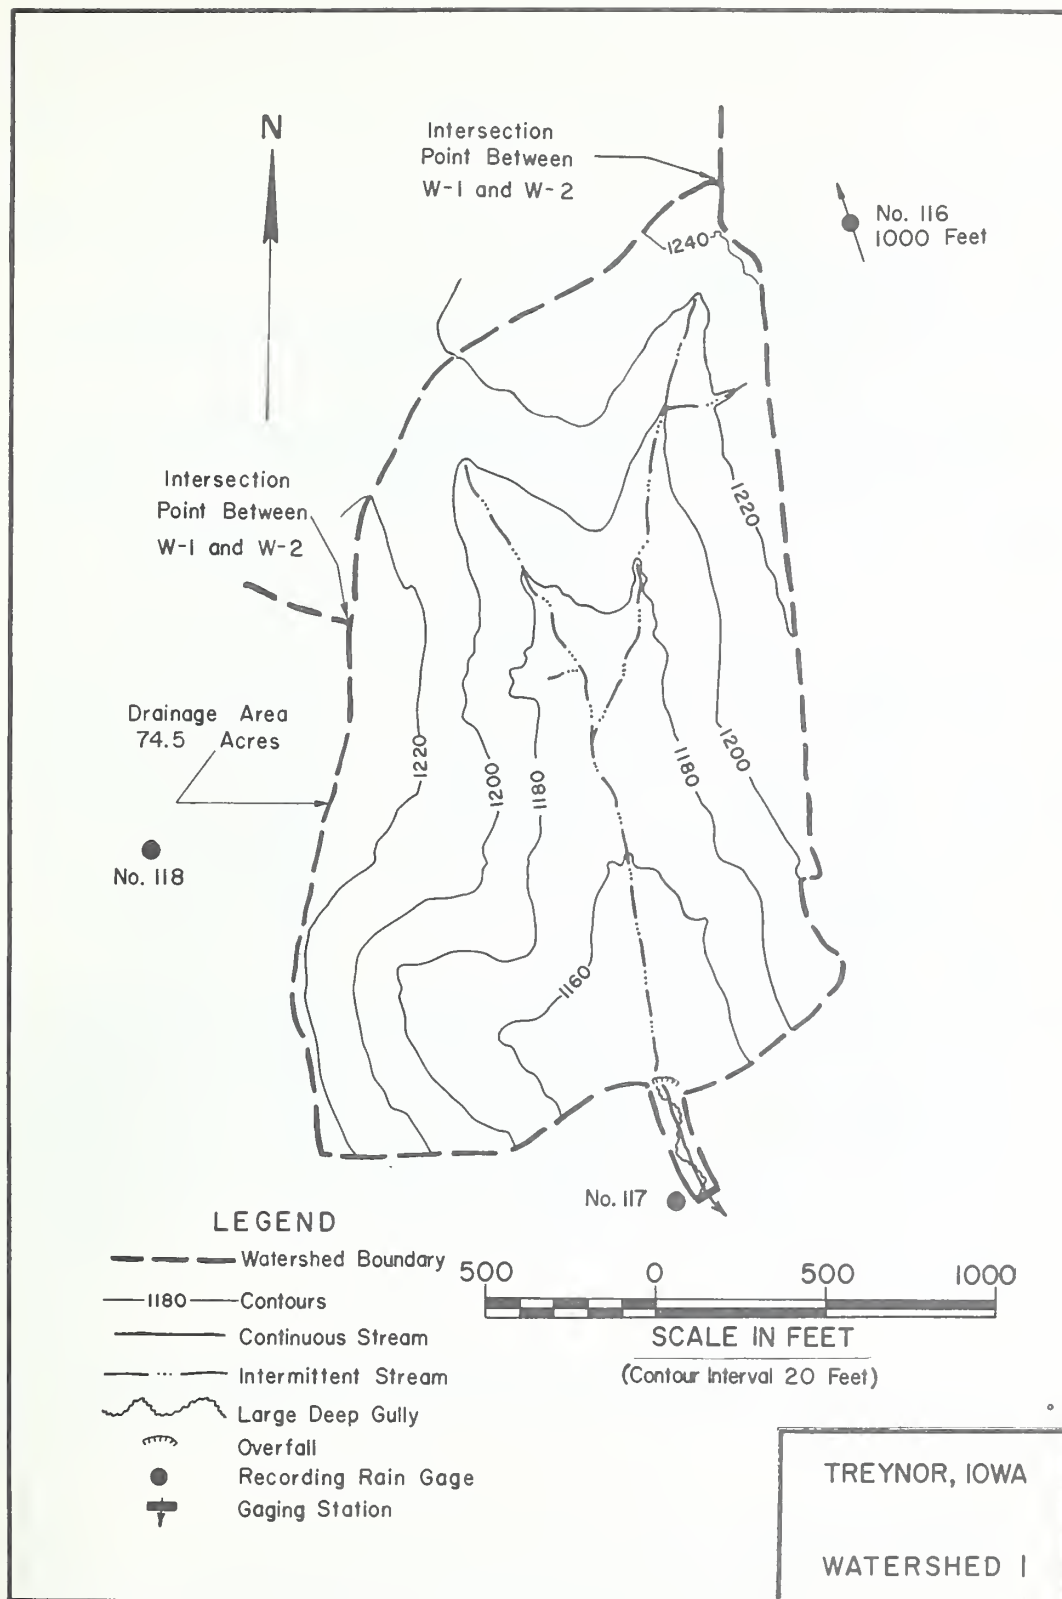 N
Intersection
Point Between
W-1 and W-2
No. 116
1000 Feet
1240
Intersection
Point Between
W-1 and W-2
1220
Drainage Area
74.5 Acres
1220
1200
1180
1180
1200
No. 118
1160
No. 117
LEGEND
Watershed Boundary
1180 Contours
Continuous Stream
Intermittent Stream
Large Deep Gully
Overfall
Recording Rain Gage
Gaging Station
500 0 500 1000
SCALE IN FEET
(Contour Interval 20 Feet)
TREYNOR, IOWA
WATERSHED 1